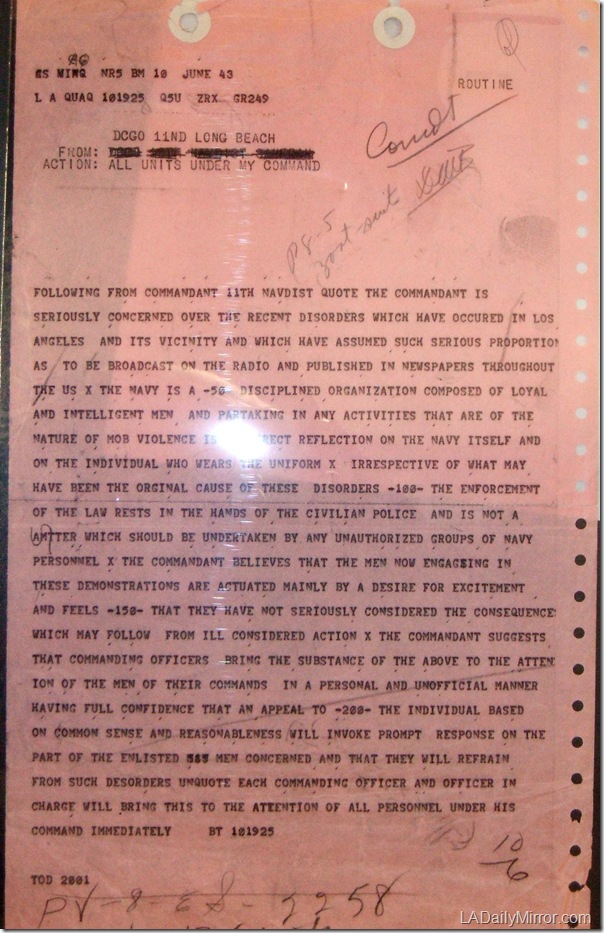 GS WING NR5 BM 10 JUNE 43
ROUTINE
L A QUAQ 101925 Q5U ZRX GR249
Comdt
DCGO 11ND LONG BEACH
FROM:
ACTION: ALL UNITS UNDER MY COMMAND
P8-5
zoot-suit
FOLLOWING FROM COMMANDANT 11TH NAVDIST QUOTE THE COMMANDANT IS
SERIOUSLY CONCERNED OVER THE RECENT DISORDERS WHICH HAVE OCCURED IN LOS
ANGELES AND ITS VICINITY AND WHICH HAVE ASSUMED SUCH SERIOUS PROPORTION
AS TO BE BROADCAST ON THE RADIO AND PUBLISHED IN NEWSPAPERS THROUGHOUT
THE US X THE NAVY IS A -50- DISCIPLINED ORGANIZATION COMPOSED OF LOYAL
AND INTELLIGENT MEN AND PARTAKING IN ANY ACTIVITIES THAT ARE OF THE
NATURE OF MOB VIOLENCE IS RECT REFLECTION ON THE NAVY ITSELF AND
ON THE INDIVIDUAL WHO WEARS THE UNIFORM X IRRESPECTIVE OF WHAT MAY
HAVE BEEN THE ORGINAL CAUSE OF THESE DISORDERS -100- THE ENFORCEMENT
OF THE LAW RESTS IN THE HANDS OF THE CIVILIAN POLICE AND IS NOT A
AMTTER WHICH SHOULD BE UNDERTAKEN BY ANY UNAUTHORIZED GROUPS OF NAVY
PERSONNEL X THE COMMANDANT BELIEVES THAT THE MEN NOW ENGAGSING IN
THESE DEMONSTRATIONS ARE ACTUATED MAINLY BY A DESIRE FOR EXCITEMENT
AND FEELS -150- THAT THEY HAVE NOT SERIOUSLY CONSIDERED THE CONSEQUENCES
WHICH MAY FOLLOW FROM ILL CONSIDERED ACTION X THE COMMANDANT SUGGESTS
THAT COMMANDING OFFICERS BRING THE SUBSTANCE OF THE ABOVE TO THE ATTEN
ION OF THE MEN OF THEIR COMMANDS IN A PERSONAL AND UNOFFICIAL MANNER
HAVING FULL CONFIDENCE THAT AN APPEAL TO -200- THE INDIVIDUAL BASED
ON COMMON SENSE AND REASONABLENESS WILL INVOKE PROMPT RESPONSE ON THE
PART OF THE ENLISTED MEN CONCERNED AND THAT THEY WILL REFRAIN
FROM SUCH DESORDERS UNQUOTE EACH COMMANDING OFFICER AND OFFICER IN
CHARGE WILL BRING THIS TO THE ATTENTION OF ALL PERSONNEL UNDER HIS
COMMAND IMMEDIATELY BT 101925
10
6
TOD 2001
LADailyMirror.com